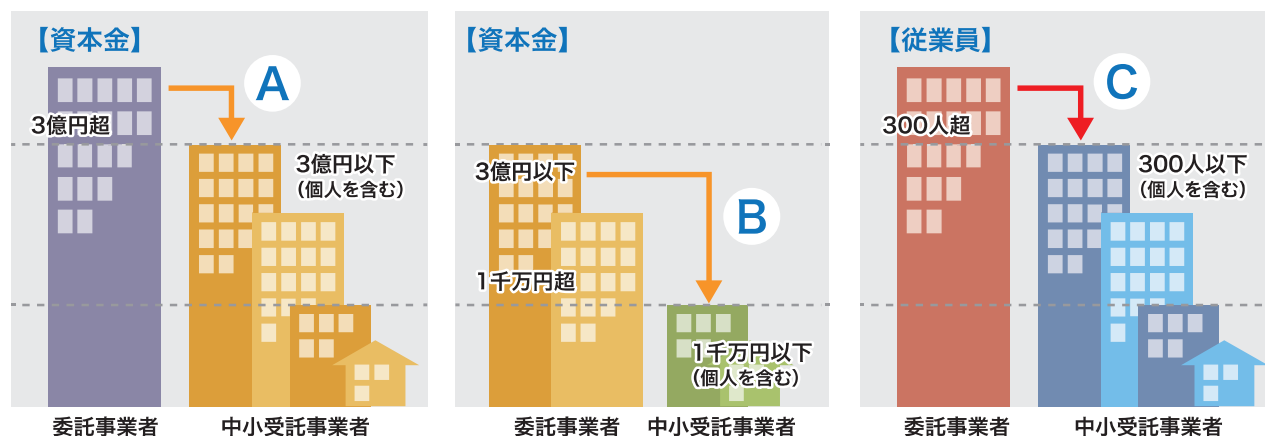 【資本金】
A
3億円超
3億円以下
(個人を含む)
委託事業者
中小受託事業者
【資本金】
3億円以下
B
1千万円超
1千万円以下
(個人を含む)
委託事業者
中小受託事業者
【従業員】
C
300人超
300人以下
(個人を含む)
委託事業者
中小受託事業者